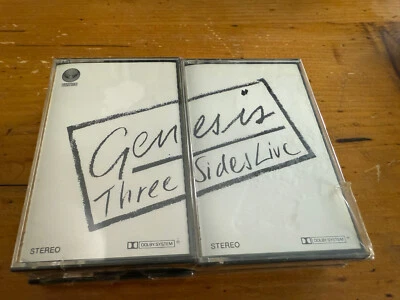 Genesis
Three Sides Live
STEREO
DOLBY SYSTEM
STEREO
DOLBY SYSTEM